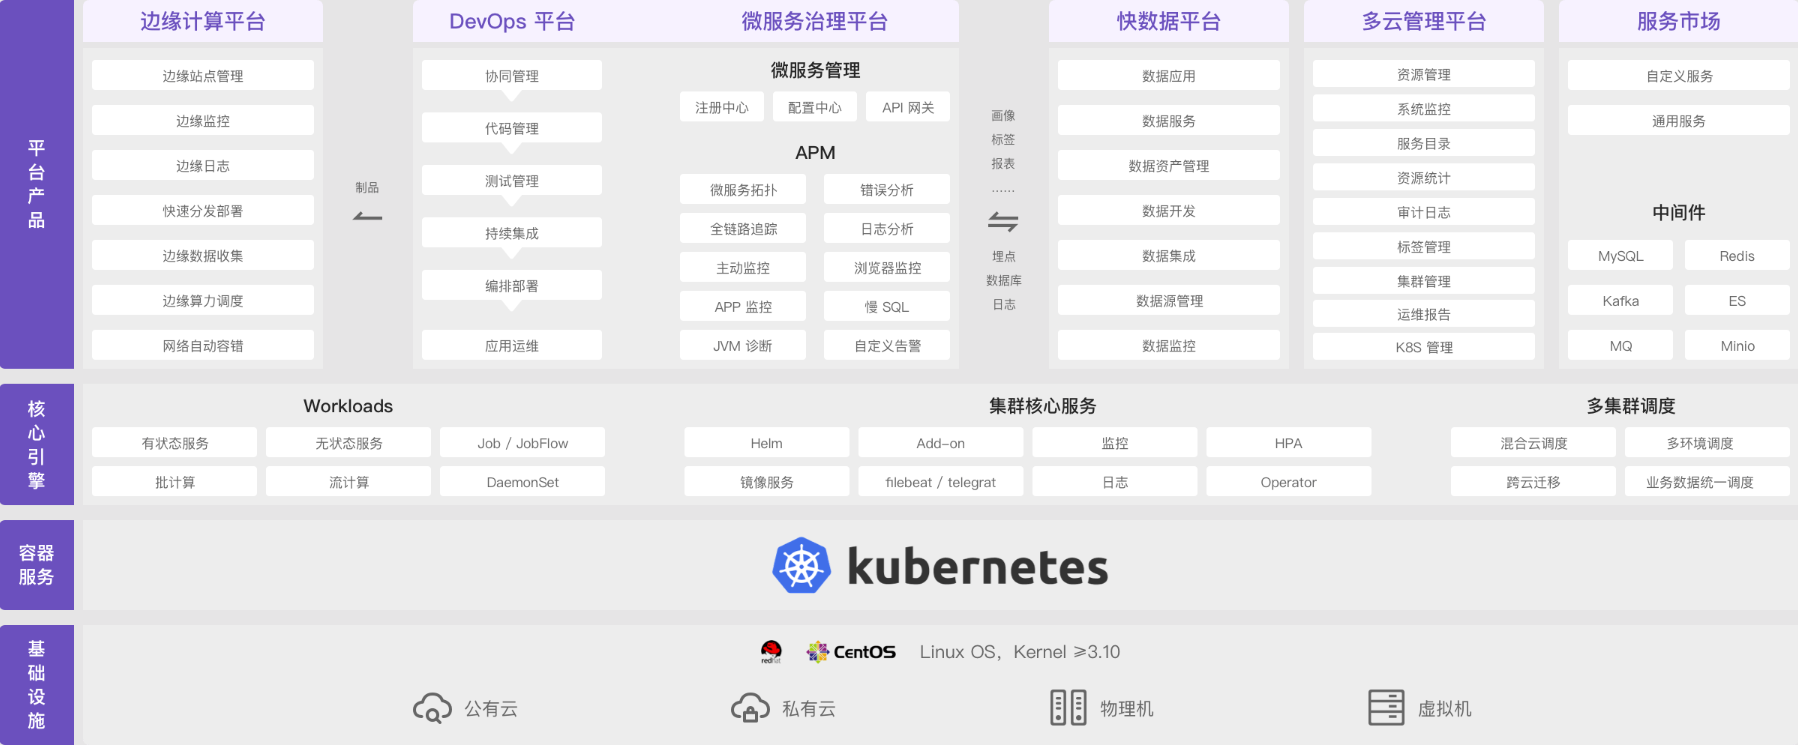 平台产品
边缘计算平台
边缘站点管理
边缘监控
边缘日志
快速分发部署
边缘数据收集
边缘算力调度
网络自动容错
制品
DevOps 平台
协同管理
代码管理
测试管理
持续集成
编排部署
应用运维
微服务治理平台
微服务管理
注册中心 配置中心 API 网关
APM
微服务拓扑 错误分析
全链路追踪 日志分析
主动监控 浏览器监控
APP 监控 慢 SQL
JVM 诊断 自定义告警
画像
标签
报表
......
埋点
数据库
日志
快数据平台
数据应用
数据服务
数据资产管理
数据开发
数据集成
数据源管理
数据监控
多云管理平台
资源管理
系统监控
服务目录
资源统计
审计日志
标签管理
集群管理
运维报告
K8S 管理
服务市场
自定义服务
通用服务
中间件
MySQL Redis
Kafka ES
MQ Minio
核心引擎
Workloads
有状态服务 无状态服务 Job / JobFlow
批计算 流计算 DaemonSet
集群核心服务
Helm Add-on 监控 HPA
镜像服务 filebeat / telegrat 日志 Operator
多集群调度
混合云调度 多环境调度
跨云迁移 业务数据统一调度
容器
服务
kubernetes
基础设施
redhat CentOS Linux OS，Kernel ≥3.10
公有云 私有云 物理机 虚拟机